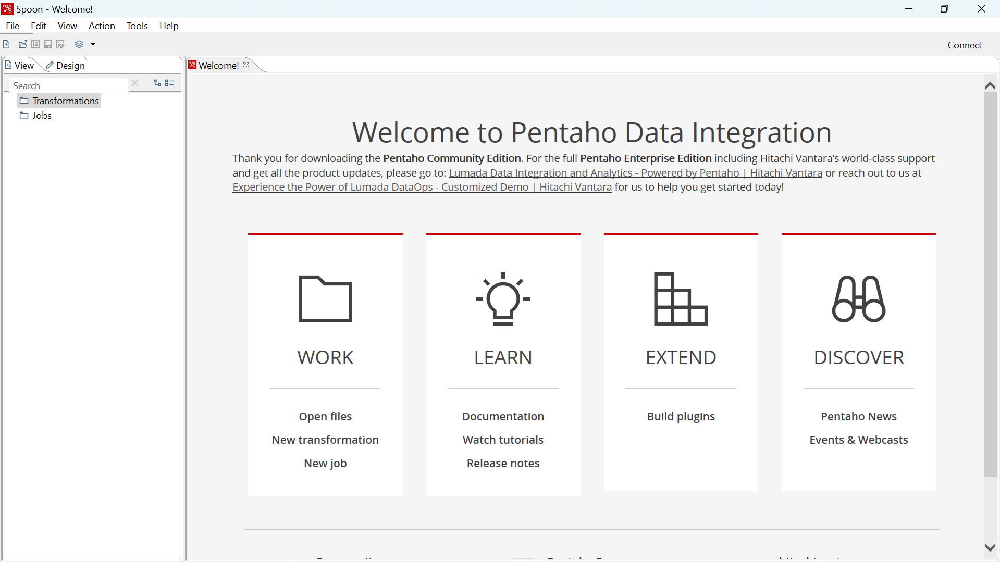 Spoon - Welcome!
File Edit View Action Tools Help
Connect
View Design
Search
Transformations
Jobs
Welcome!
Welcome to Pentaho Data Integration
Thank you for downloading the Pentaho Community Edition. For the full Pentaho Enterprise Edition including Hitachi Vantara’s world-class support
and get all the product updates, please go to: Lumada Data Integration and Analytics - Powered by Pentaho | Hitachi Vantara or reach out to us at
Experience the Power of Lumada DataOps - Customized Demo | Hitachi Vantara for us to help you get started today!
WORK
Open files
New transformation
New job
LEARN
Documentation
Watch tutorials
Release notes
EXTEND
Build plugins
DISCOVER
Pentaho News
Events & Webcasts